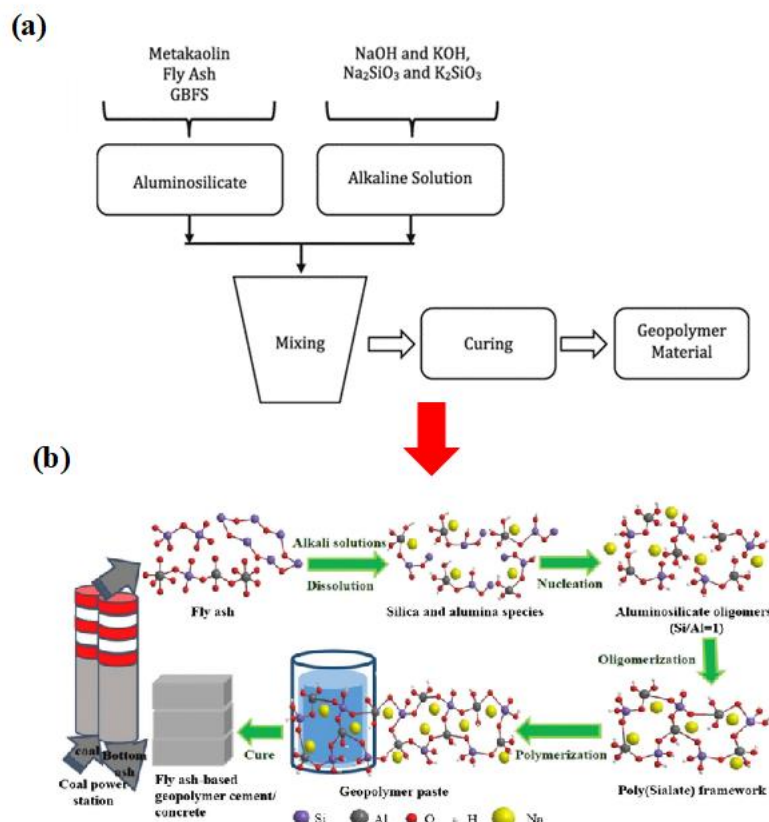 (a)
Metakaolin
Fly Ash
GBFS
NaOH and KOH,
Na₂SiO₃ and K₂SiO₃
Aluminosilicate
Alkaline Solution
Mixing
Curing
Geopolymer
Material
(b)
Alkali solutions
Dissolution
Nucleation
Fly ash
Silica and alumina species
Aluminosilicate oligomers
(Si/Al=1)
Oligomerization
coal
Bottom
ash
Coal power
station
Cure
Polymerization
Fly ash-based
geopolymer cement/
concrete
Geopolymer paste
Poly(Sialate) framework
Si Al O H Na